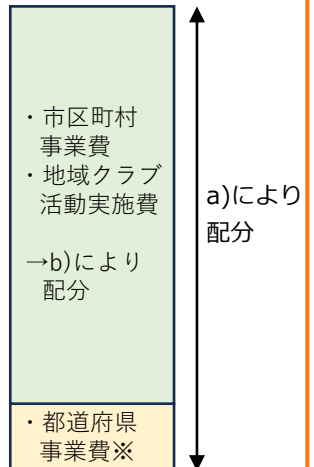 ・市区町村
事業費
・地域クラブ
活動実施費
→b)により
配分
a)により
配分
・都道府県
事業費※